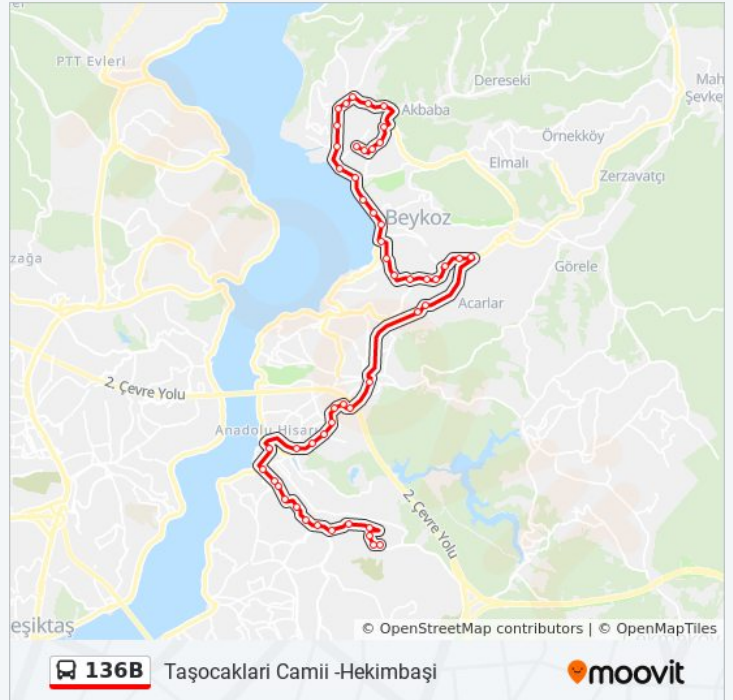 PTT Evleri
Dereseki
Mah
Şevke
Akbaba
Örnekköy
Elmalı
Zerzavatçı
Beykoz
zağa
Görele
Acarlar
2. Çevre Yolu
Anadolu Hisarı
2. Çevre Yolu
eşiktaş
© OpenStreetMap contributors | © OpenMapTiles
136B Taşocaklari Camii -Hekimbaşi
moovit